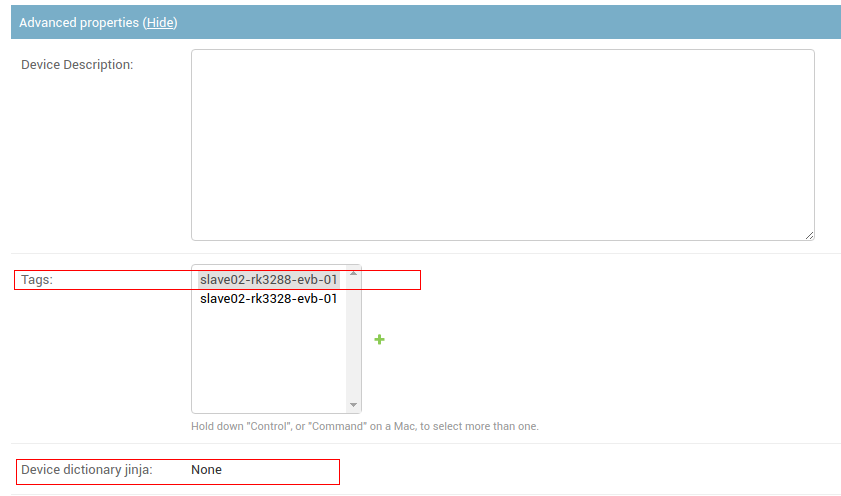 Advanced properties (Hide)
Device Description:
Tags:
slave02-rk3288-evb-01
slave02-rk3328-evb-01
Hold down "Control", or "Command" on a Mac, to select more than one.
Device dictionary jinja: None